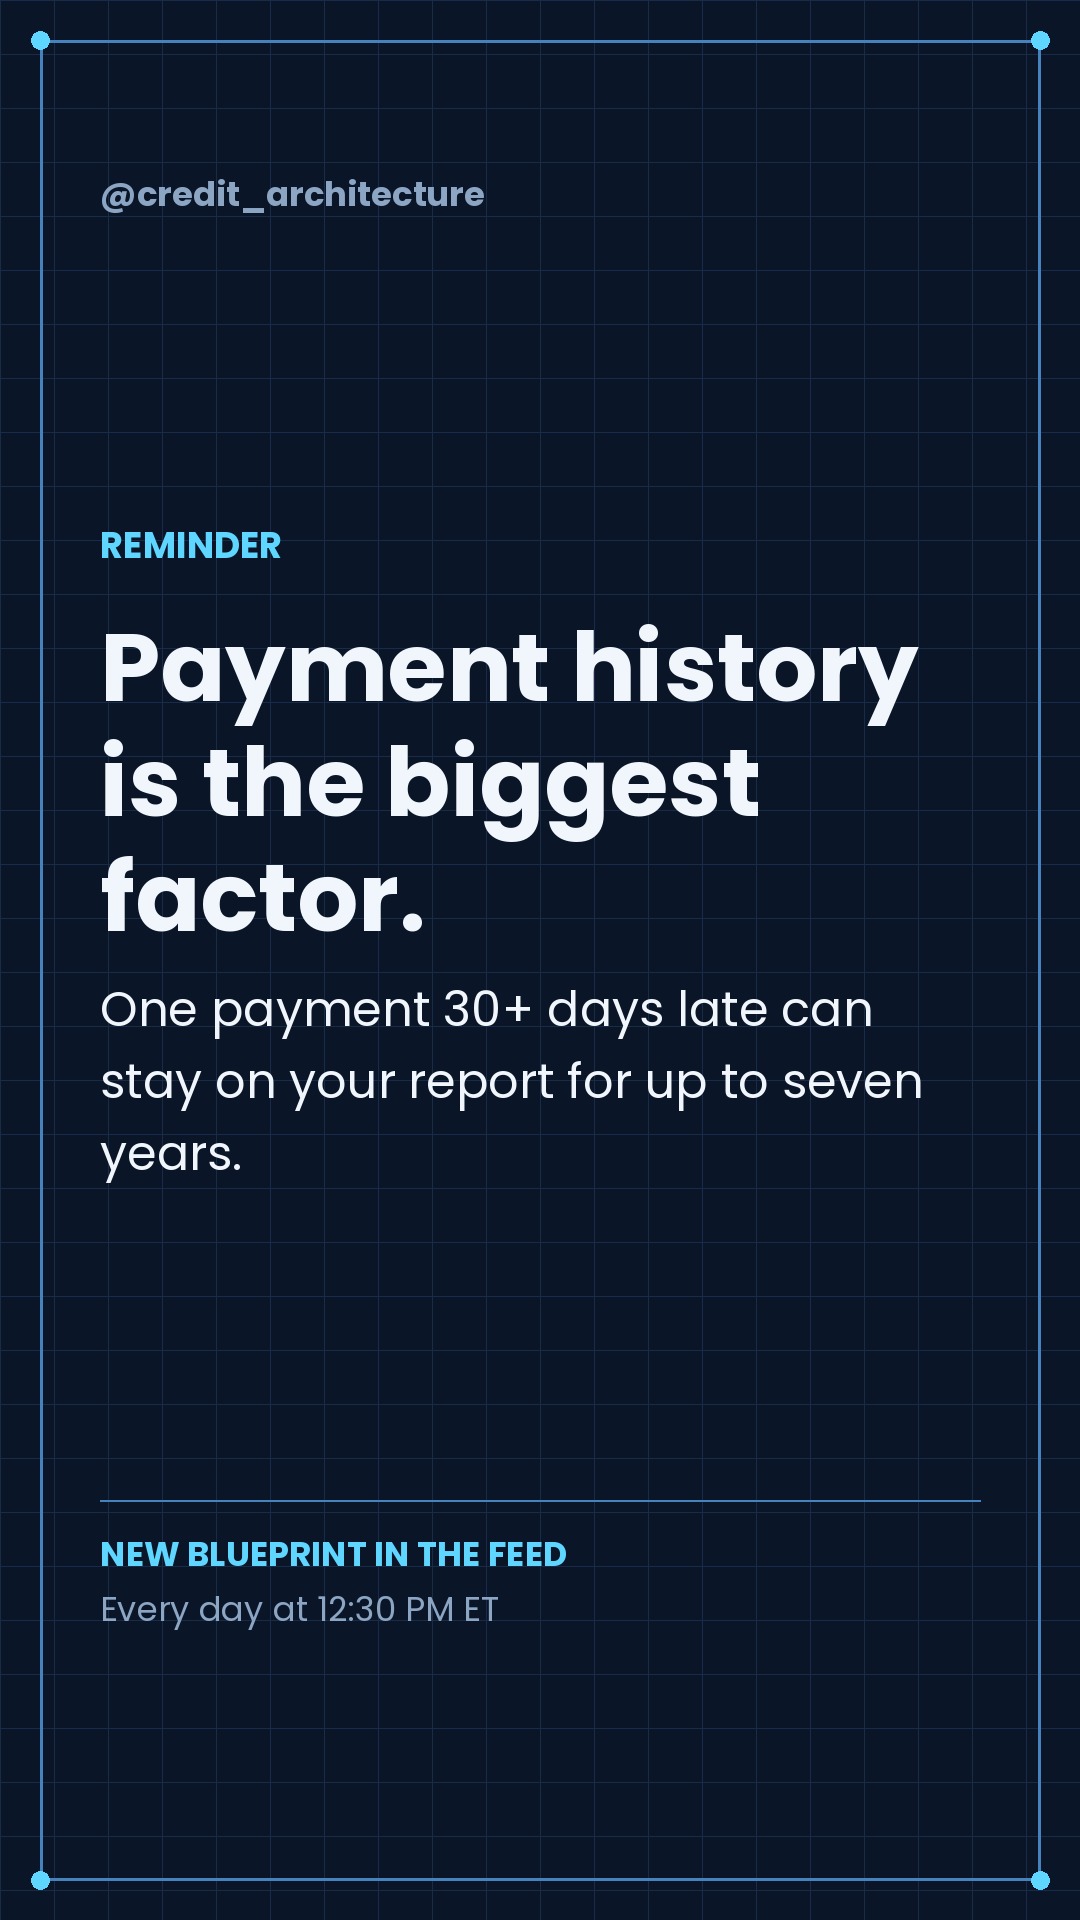 @credit_architecture
REMINDER
Payment history
is the biggest
factor.
One payment 30+ days late can
stay on your report for up to seven
years.
NEW BLUEPRINT IN THE FEED
Every day at 12:30 PM ET